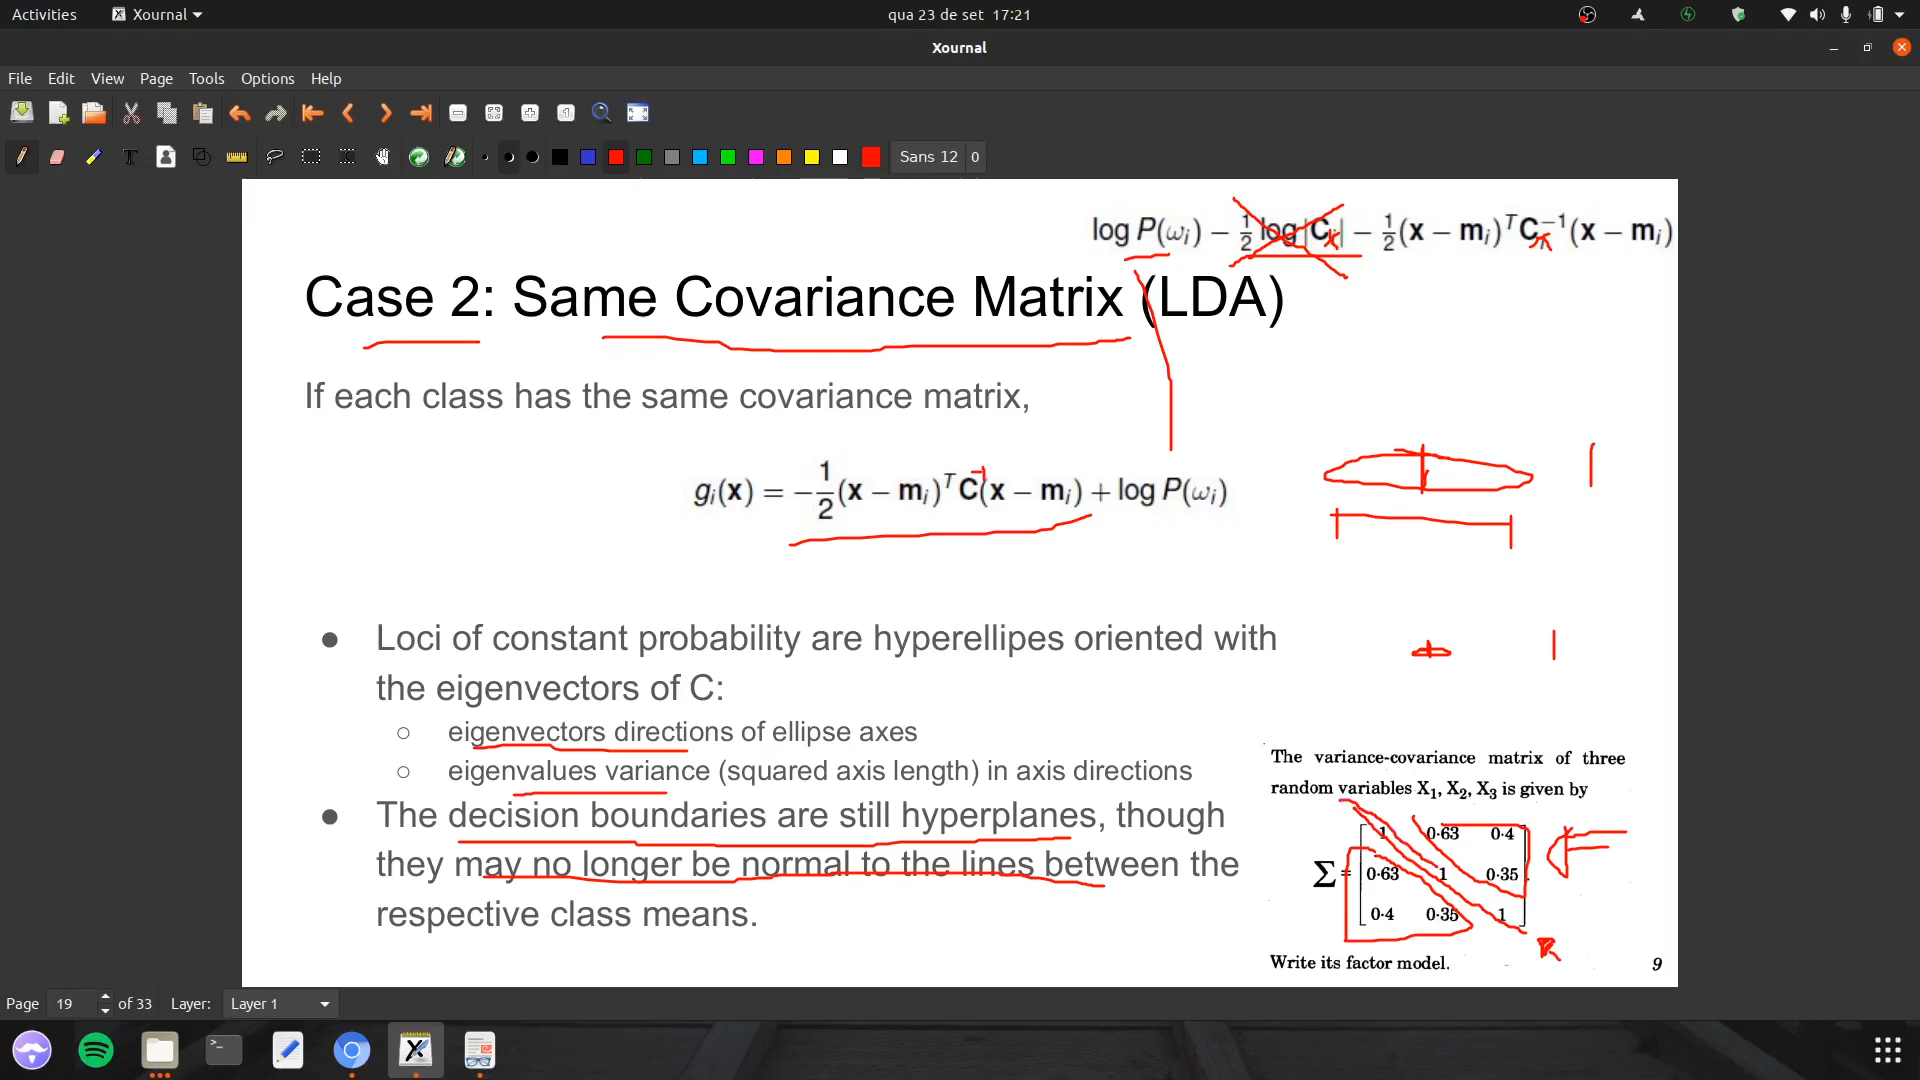 Activities Xournal qua 23 de set 17:21
Xournal
File Edit View Page Tools Options Help
Sans 12 0
log P(ωᵢ) − ½ log|Cᵢ| − ½(x − mᵢ)ᵀC⁻¹(x − mᵢ)
Case 2: Same Covariance Matrix (LDA)
If each class has the same covariance matrix,
gᵢ(x) = −1/2(x − mᵢ)ᵀC⁻¹(x − mᵢ) + log P(ωᵢ)
● Loci of constant probability are hyperellipes oriented with
the eigenvectors of C:
○ eigenvectors directions of ellipse axes
○ eigenvalues variance (squared axis length) in axis directions
● The decision boundaries are still hyperplanes, though
they may no longer be normal to the lines between the
respective class means.
The variance-covariance matrix of three
random variables X₁, X₂, X₃ is given by
1 0·63 0·4
Σ = 0·63 1 0·35
0·4 0·35 1
Write its factor model. 9
Page 19 of 33 Layer: Layer 1